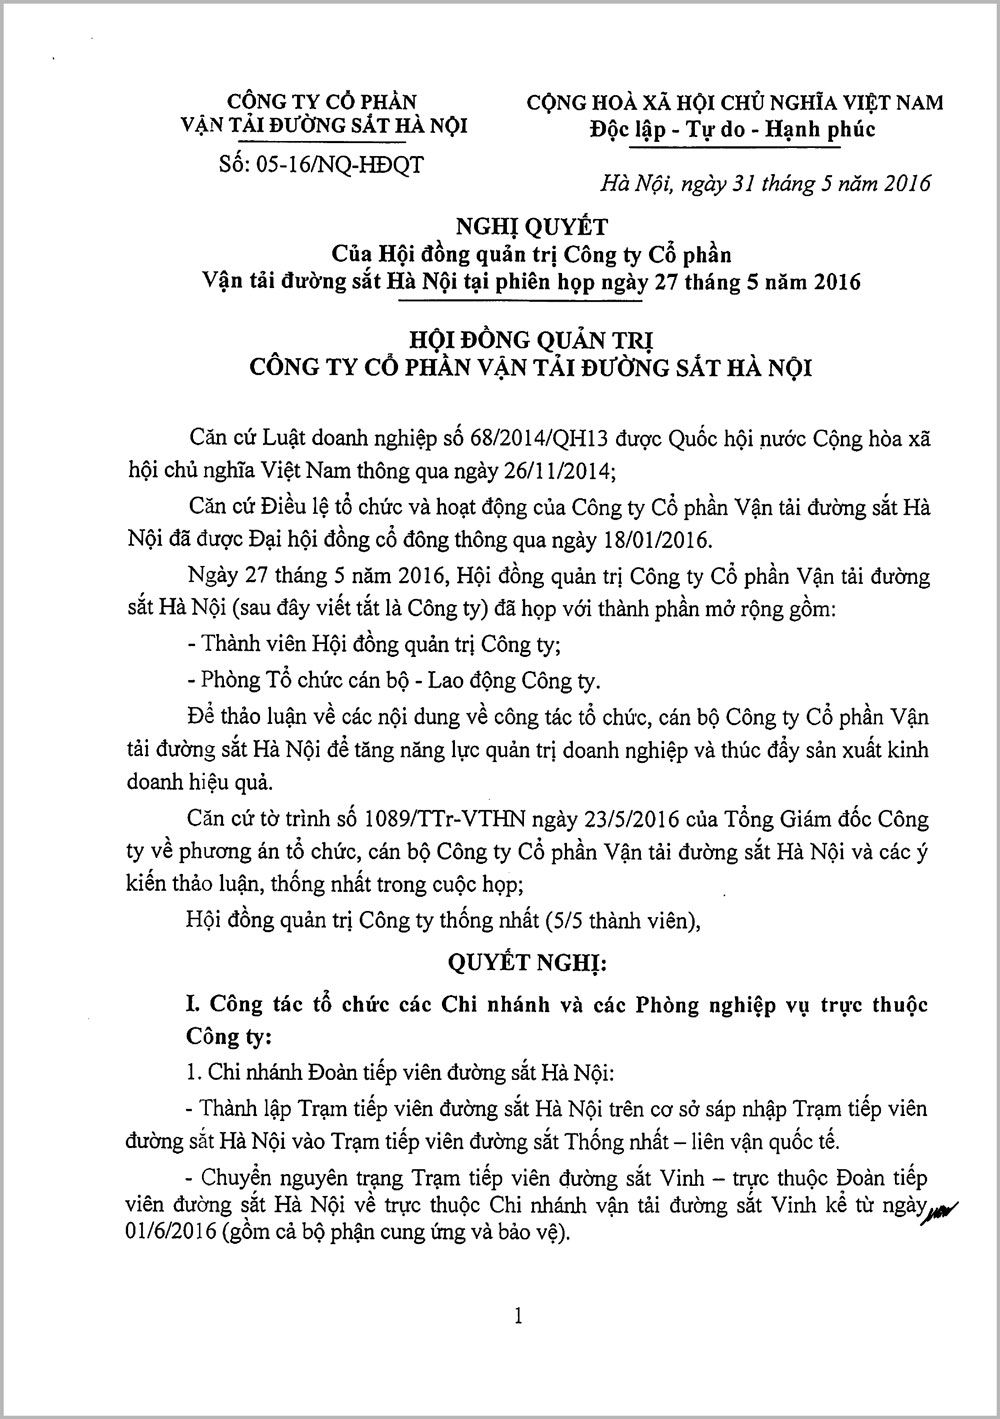 CÔNG TY CỔ PHẦN
VẬN TẢI ĐƯỜNG SẮT HÀ NỘI
Số: 05-16/NQ-HĐQT
CỘNG HOÀ XÃ HỘI CHỦ NGHĨA VIỆT NAM
Độc lập - Tự do - Hạnh phúc
Hà Nội, ngày 31 tháng 5 năm 2016
NGHỊ QUYẾT
Của Hội đồng quản trị Công ty Cổ phần
Vận tải đường sắt Hà Nội tại phiên họp ngày 27 tháng 5 năm 2016
HỘI ĐỒNG QUẢN TRỊ
CÔNG TY CỔ PHẦN VẬN TẢI ĐƯỜNG SẮT HÀ NỘI
Căn cứ Luật doanh nghiệp số 68/2014/QH13 được Quốc hội nước Cộng hòa xã
hội chủ nghĩa Việt Nam thông qua ngày 26/11/2014;
Căn cứ Điều lệ tổ chức và hoạt động của Công ty Cổ phần Vận tải đường sắt Hà
Nội đã được Đại hội đồng cổ đông thông qua ngày 18/01/2016.
Ngày 27 tháng 5 năm 2016, Hội đồng quản trị Công ty Cổ phần Vận tải đường
sắt Hà Nội (sau đây viết tắt là Công ty) đã họp với thành phần mở rộng gồm:
- Thành viên Hội đồng quản trị Công ty;
- Phòng Tổ chức cán bộ - Lao động Công ty.
Để thảo luận về các nội dung về công tác tổ chức, cán bộ Công ty Cổ phần Vận
tải đường sắt Hà Nội để tăng năng lực quản trị doanh nghiệp và thúc đẩy sản xuất kinh
doanh hiệu quả.
Căn cứ tờ trình số 1089/TTr-VTHN ngày 23/5/2016 của Tổng Giám đốc Công
ty về phương án tổ chức, cán bộ Công ty Cổ phần Vận tải đường sắt Hà Nội và các ý
kiến thảo luận, thống nhất trong cuộc họp;
Hội đồng quản trị Công ty thống nhất (5/5 thành viên),
QUYẾT NGHỊ:
I. Công tác tổ chức các Chi nhánh và các Phòng nghiệp vụ trực thuộc
Công ty:
1. Chi nhánh Đoàn tiếp viên đường sắt Hà Nội:
- Thành lập Trạm tiếp viên đường sắt Hà Nội trên cơ sở sáp nhập Trạm tiếp viên
đường sắt Hà Nội vào Trạm tiếp viên đường sắt Thống nhất – liên vận quốc tế.
- Chuyển nguyên trạng Trạm tiếp viên đường sắt Vinh – trực thuộc Đoàn tiếp
viên đường sắt Hà Nội về trực thuộc Chi nhánh vận tải đường sắt Vinh kể từ ngày
01/6/2016 (gồm cả bộ phận cung ứng và bảo vệ).
1